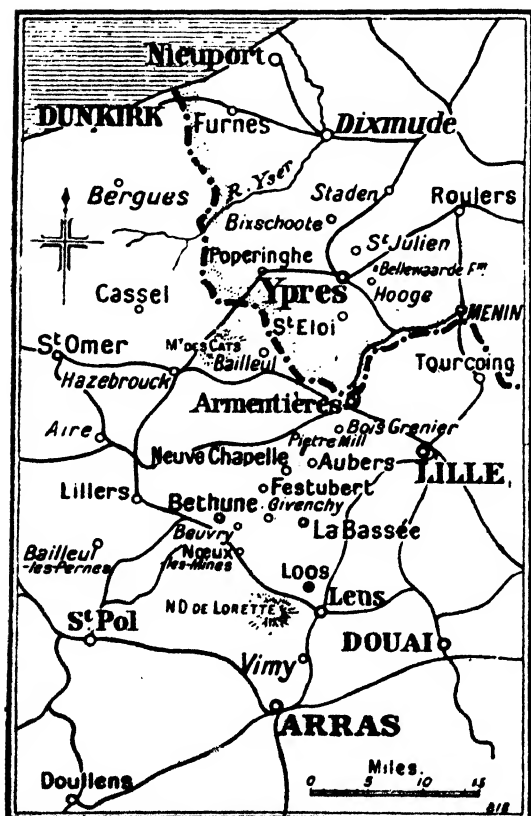 Nieuport
DUNKIRK
Furnes
Dixmude
R. Yser
Bergues
Staden
Roulers
Bixschoote
St Julien
Poperinghe
Bellewaarde Fm
Ypres
Hooge
Cassel
MENIN
St Eloi
St Omer
Mt DES CATS
Bailleul
Hazebrouck
Tourcoing
Armentières
Aire
Bois Grenier
Pietre Mill
Neuve Chapelle
Aubers
LILLE
Lillers
Festubert
Bethune
Givenchy
La Bassée
Beuvry
Bailleul
-les-Pernes
Nœux
-les-Mines
Loos
N D DE LORETTE
Lens
St Pol
DOUAI
Vimy
ARRAS
Doullens
Miles.
0 5 10 15
818